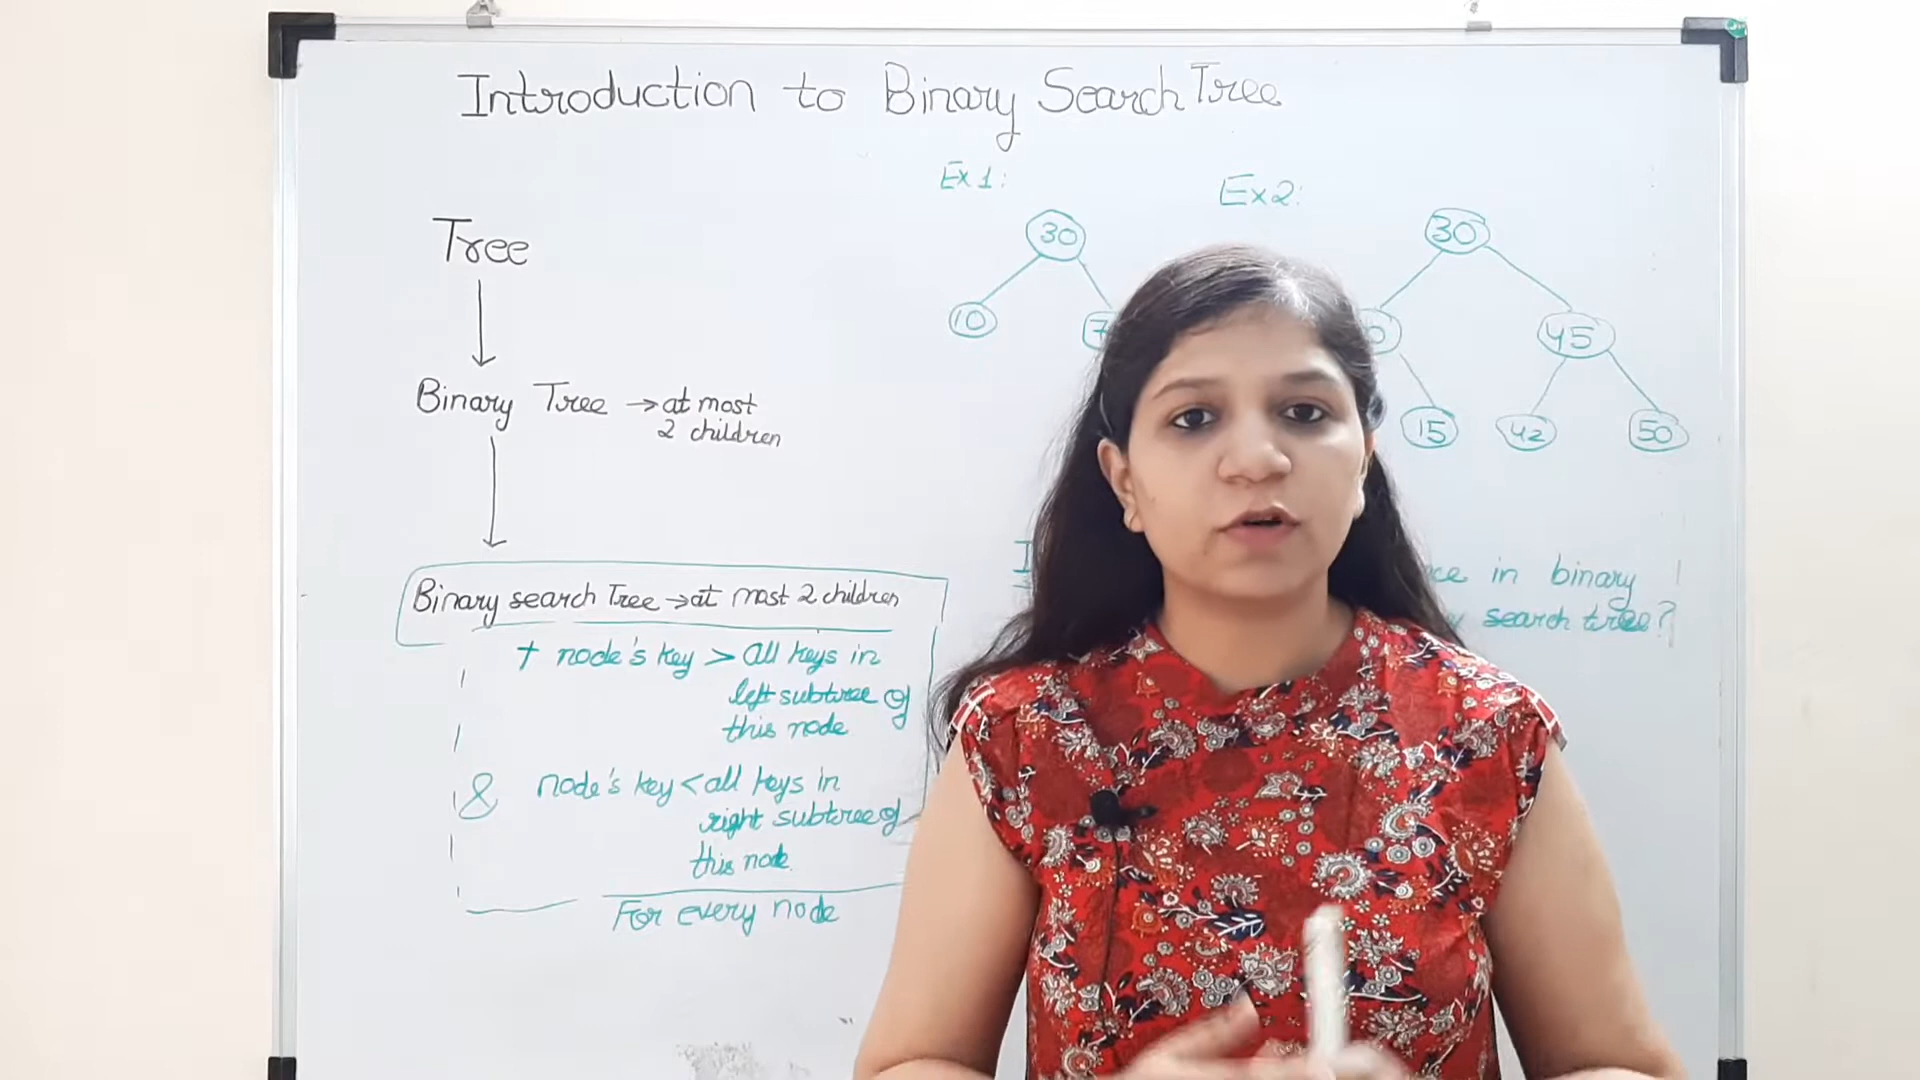 Introduction to Binary Search Tree
Tree
Binary Tree → at most
2 children
Binary search Tree → at most 2 children
+ node's key > all keys in
left subtree of
this node
& node's key < all keys in
right subtree of
this node
For every node
Ex 1:
30
10
Ex2:
30
45
15
42
50
in binary
search tree?